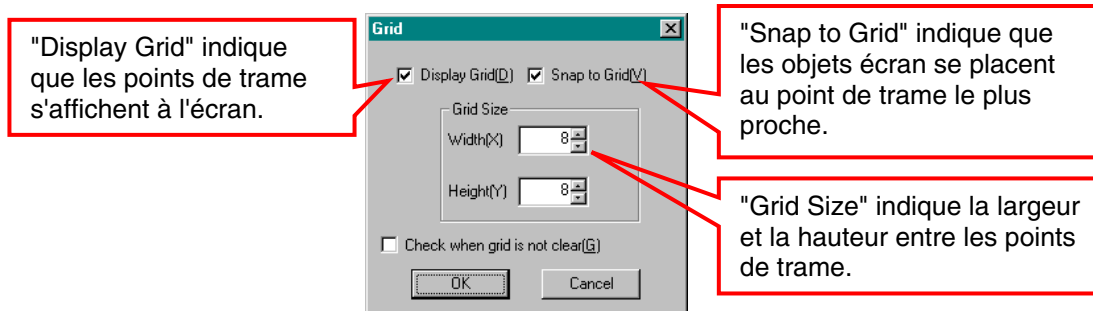 "Display Grid" indique
que les points de trame
s'affichent à l'écran.
Grid
Display Grid(D)
Snap to Grid(V)
Grid Size
Width(X)
8
Height(Y)
8
Check when grid is not clear(G)
OK
Cancel
"Snap to Grid" indique que
les objets écran se placent
au point de trame le plus
proche.
"Grid Size" indique la largeur
et la hauteur entre les points
de trame.